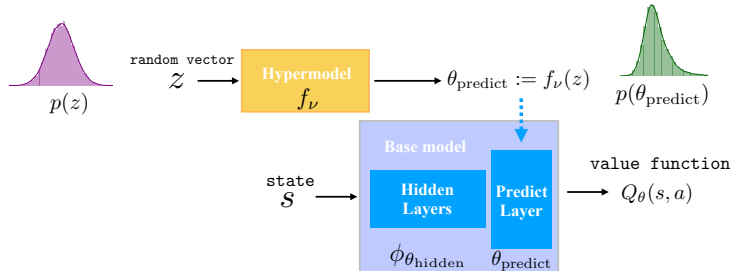 random vector
z
Hypermodel
f_ν
θ_predict := f_ν(z)
p(z)
p(θ_predict)
Base model
state
s
Hidden
Layers
Predict
Layer
value function
Q_θ(s, a)
ϕ_θ_hidden
θ_predict